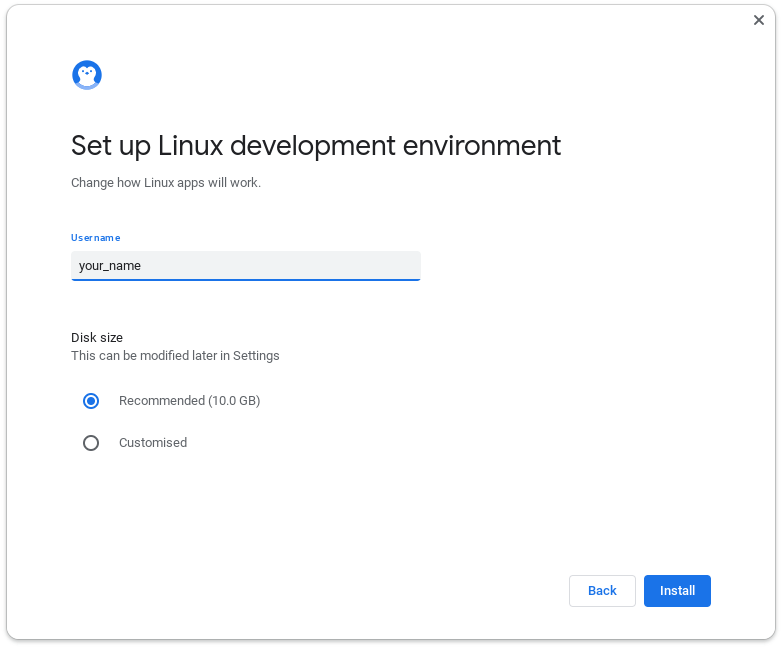 Set up Linux development environment
Change how Linux apps will work.
Username
your_name
Disk size
This can be modified later in Settings
Recommended (10.0 GB)
Customised
Back
Install